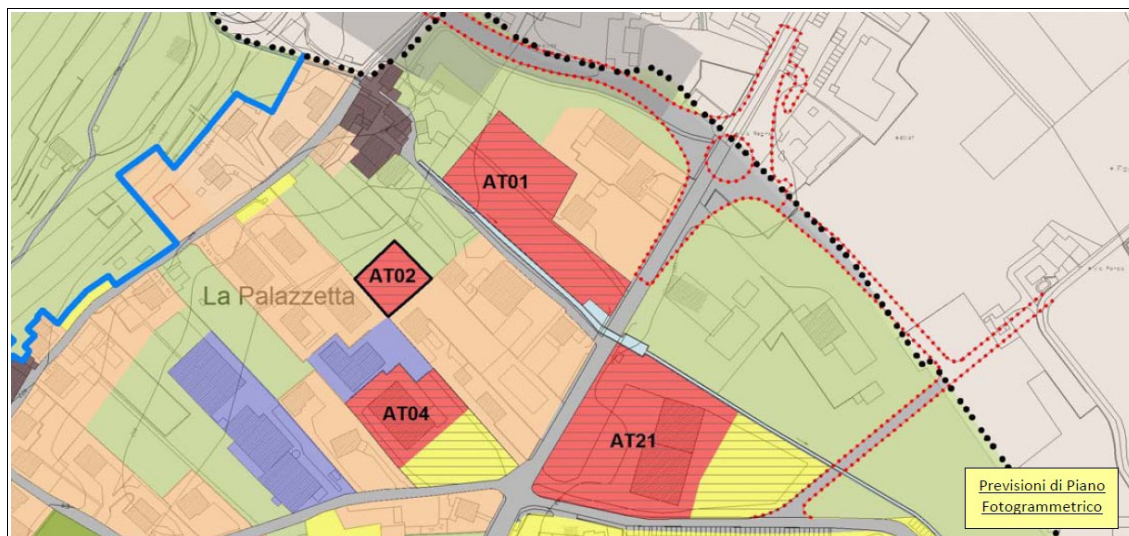 AT01
AT02
La Palazzetta
AT04
AT21
Previsioni di Piano
Fotogrammetrico